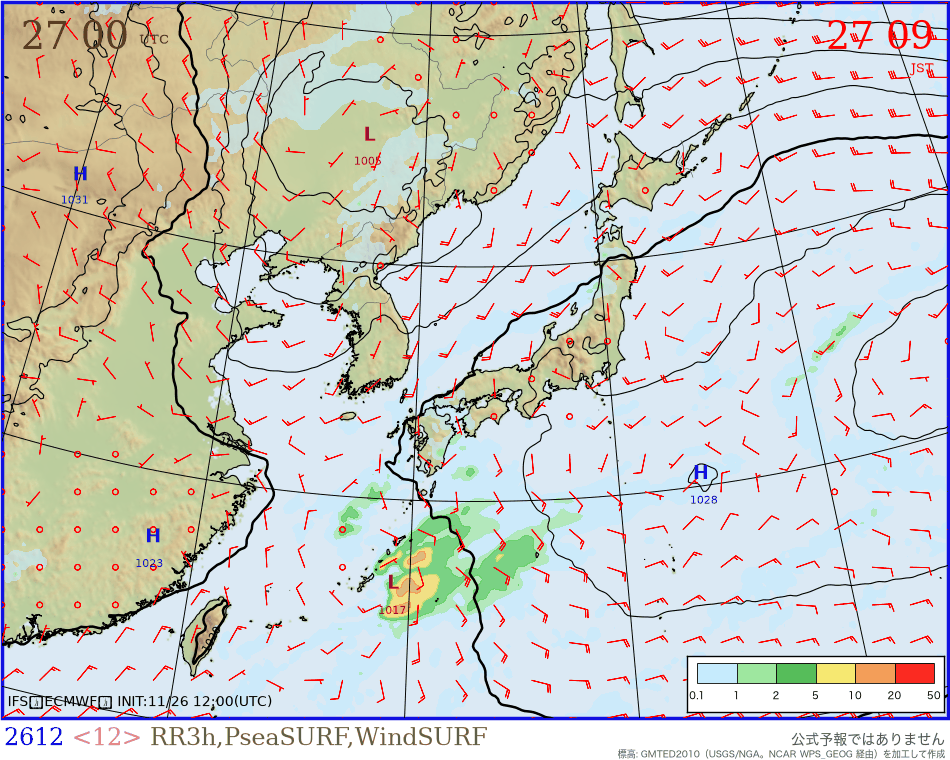 27 00 UTC
27 09
JST
L
1005
H
1031
H
1028
H
1023
L
1017
0.1 1 2 5 10 20 50
IFS ECMWF INIT:11/26 12:00(UTC)
2612 <12> RR3h,PseaSURF,WindSURF
公式予報ではありません
標高: GMTED2010（USGS/NGA。NCAR WPS_GEOG 経由）を加工して作成